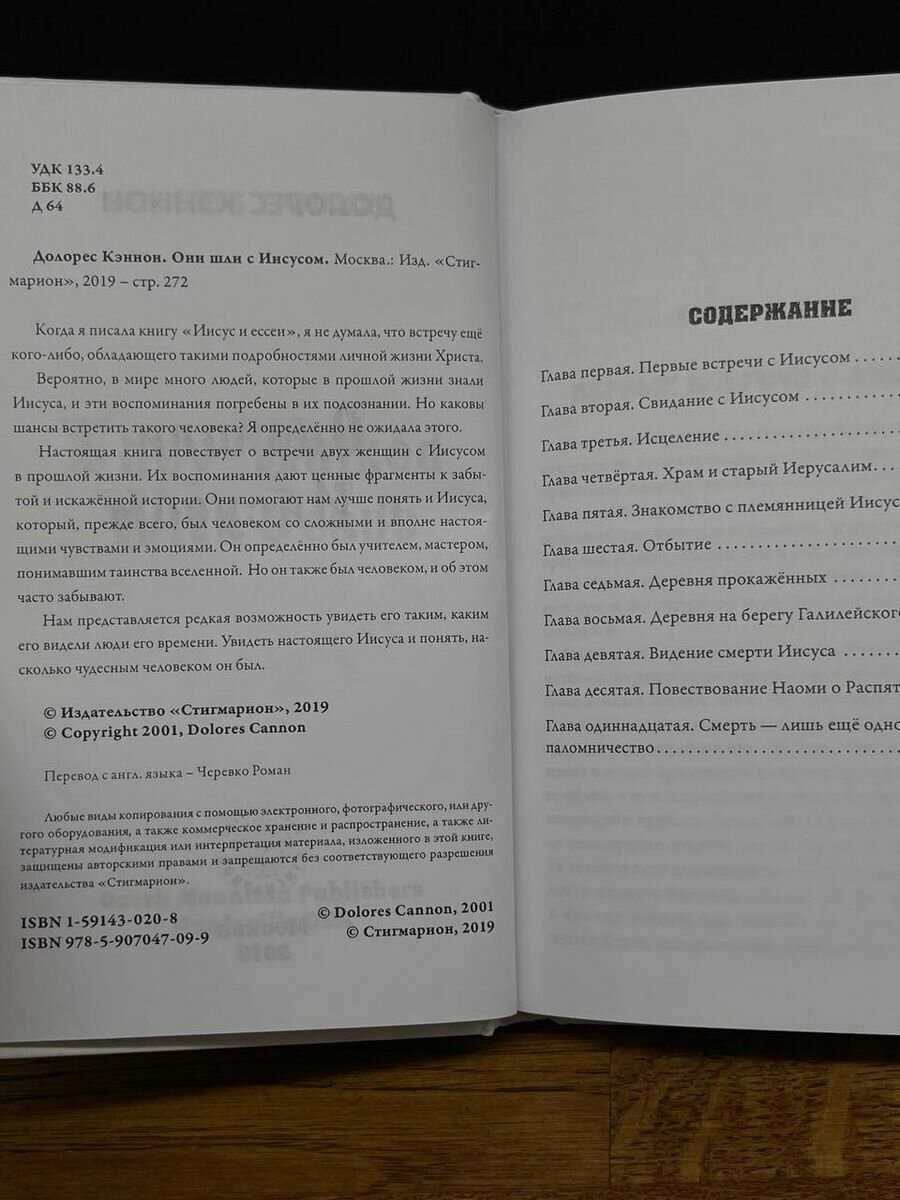 УДК 133.4
ББК 88.6
Д 64
Долорес Кэннон. Они шли с Иисусом. Москва.: Изд. «Стиг-
марион», 2019 – стр. 272
Когда я писала книгу «Иисус и ессеи», я не думала, что встречу ещё
кого-либо, обладающего такими подробностями личной жизни Христа.
Вероятно, в мире много людей, которые в прошлой жизни знали
Иисуса, и эти воспоминания погребены в их подсознании. Но каковы
шансы встретить такого человека? Я определённо не ожидала этого.
Настоящая книга повествует о встречи двух женщин с Иисусом
в прошлой жизни. Их воспоминания дают ценные фрагменты к забы-
той и искажённой истории. Они помогают нам лучше понять и Иисуса,
который, прежде всего, был человеком со сложными и вполне настоя-
щими чувствами и эмоциями. Он определённо был учителем, мастером,
понимавшим таинства вселенной. Но он также был человеком, и об этом
часто забывают.
Нам представляется редкая возможность увидеть его таким, каким
его видели люди его времени. Увидеть настоящего Иисуса и понять, на-
сколько чудесным человеком он был.
© Издательство «Стигмарион», 2019
© Copyright 2001, Dolores Cannon
Перевод с англ. языка – Черевко Роман
Любые виды копирования с помощью электронного, фотографического, или дру-
гого оборудования, а также коммерческое хранение и распространение, а также ли-
тературная модификация или интерпретация материала, изложенного в этой книге,
защищены авторскими правами и запрещаются без соответствующего разрешения
издательства «Стигмарион».
ISBN 1-59143-020-8
ISBN 978-5-907047-09-9
© Dolores Cannon, 2001
© Стигмарион, 2019
СОДЕРЖАНИЕ
Глава первая. Первые встречи с Иисусом ......
Глава вторая. Свидание с Иисусом ............
Глава третья. Исцеление ......................
Глава четвёртая. Храм и старый Иерусалим. ...
Глава пятая. Знакомство с племянницей Иисус
Глава шестая. Отбытие .......................
Глава седьмая. Деревня прокажённых .........
Глава восьмая. Деревня на берегу Галилейского
Глава девятая. Видение смерти Иисуса ........
Глава десятая. Повествование Наоми о Распят
Глава одиннадцатая. Смерть — лишь ещё одно
паломничество ...............................